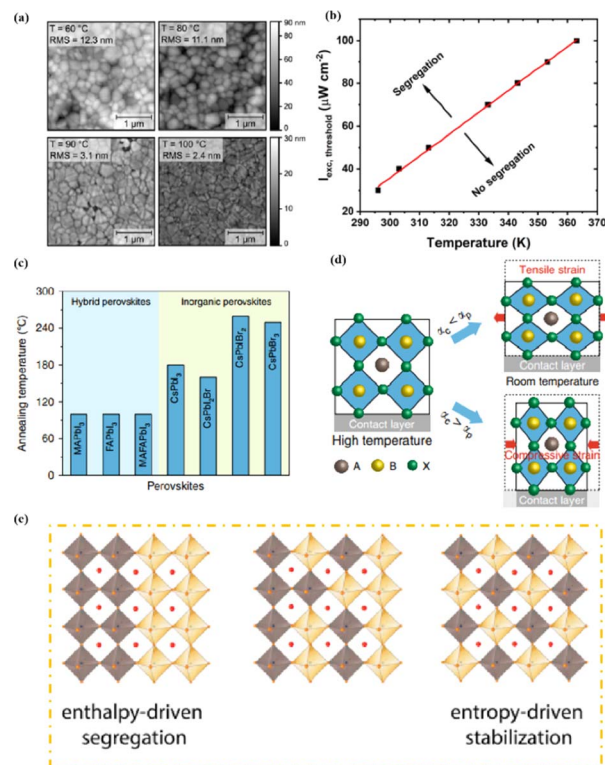 (a)
T = 60 °C
RMS = 12.3 nm
1 µm
T = 80 °C
RMS = 11.1 nm
1 µm
90 nm
80
60
40
20
0
T = 90 °C
RMS = 3.1 nm
1 µm
T = 100 °C
RMS = 2.4 nm
1 µm
30 nm
20
10
0
(b)
I exc, threshold (µW cm-2)
100
80
60
40
20
Segregation
No segregation
290 300 310 320 330 340 350 360 370
Temperature (K)
(c)
Annealing temperature (°C)
300
240
180
120
60
0
Hybrid perovskites
Inorganic perovskites
MAPbI3
FAPbI3
MAFAPbI3
CsPbI3
CsPbI2Br
CsPbIBr2
CsPbBr3
Perovskites
(d)
Contact layer
High temperature
A B X
αc < αp
αc > αp
Tensile strain
Contact layer
Room temperature
Compressive strain
Contact layer
(e)
enthalpy-driven
segregation
entropy-driven
stabilization